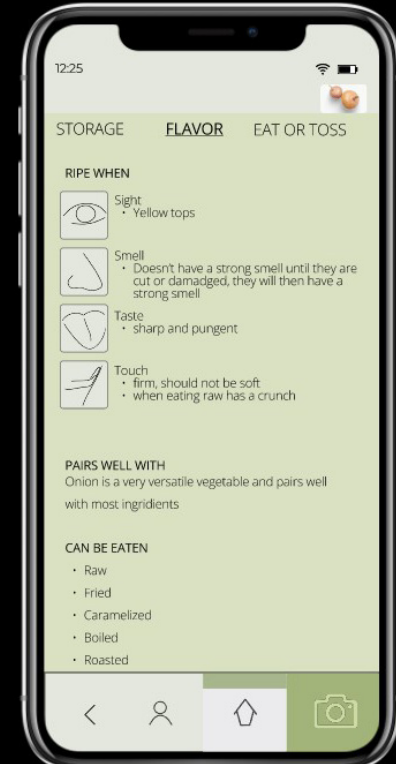 12:25
STORAGE FLAVOR EAT OR TOSS
RIPE WHEN
Sight
• Yellow tops
Smell
• Doesn't have a strong smell until they are
cut or damadged, they will then have a
strong smell
Taste
• sharp and pungent
Touch
• firm, should not be soft
• when eating raw has a crunch
PAIRS WELL WITH
Onion is a very versatile vegetable and pairs well
with most ingridients
CAN BE EATEN
• Raw
• Fried
• Caramelized
• Boiled
• Roasted